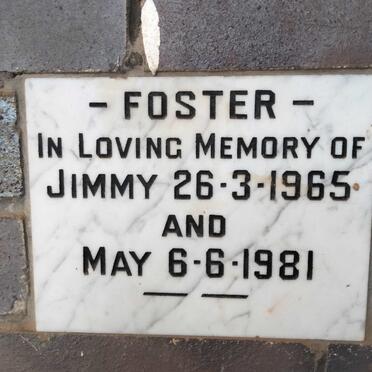 - FOSTER -
IN LOVING MEMORY OF
JIMMY 26-3-1965
AND
MAY 6-6-1981